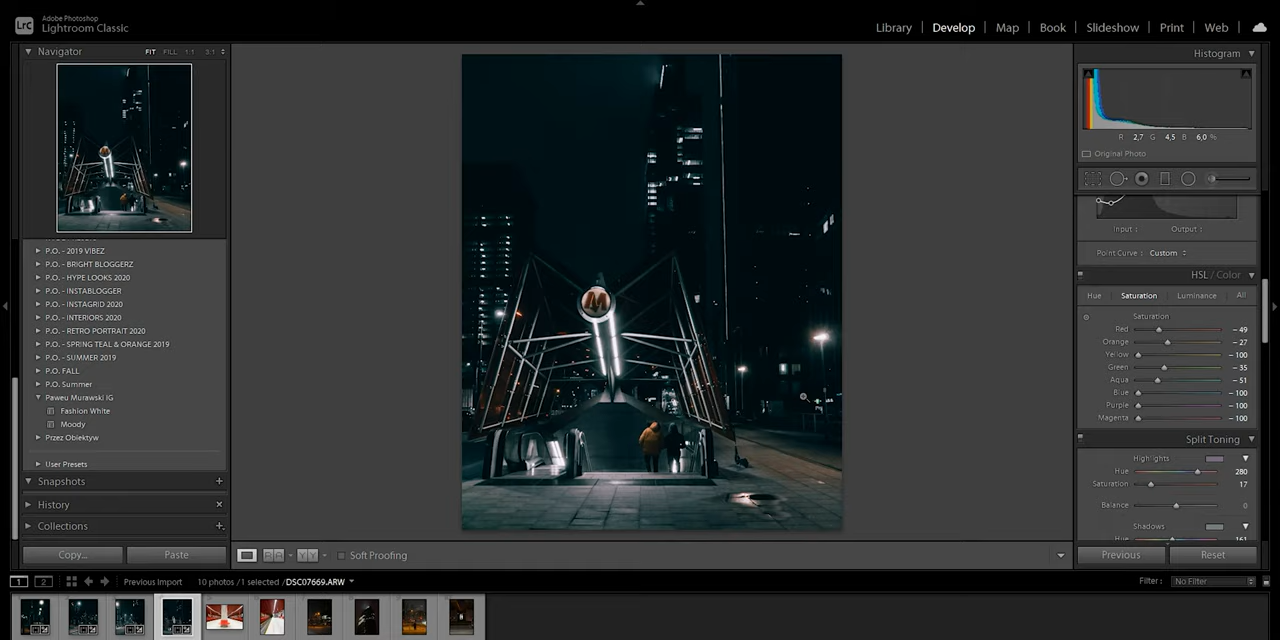 LrC
Adobe Photoshop
Lightroom Classic
Library | Develop | Map | Book | Slideshow | Print | Web
Navigator
FIT FILL 1:1 3:1
Histogram
R 2,7 G 4,5 B 6,0 %
Original Photo
P.O. - 2019 VIBEZ
P.O. - BRIGHT BLOGGERZ
P.O. - HYPE LOOKS 2020
P.O. - INSTABLOGGER
P.O. - INSTAGRID 2020
P.O. - INTERIORS 2020
P.O. - RETRO PORTRAIT 2020
P.O. - SPRING TEAL & ORANGE 2019
P.O. - SUMMER 2019
P.O. FALL
P.O. Summer
Paweu Murawski IG
Fashion White
Moody
Przez Obiektyw
User Presets
Snapshots +
History ×
Collections +
Copy... Paste
M
Input : Output :
Point Curve : Custom
HSL / Color
Hue Saturation Luminance All
Saturation
Red - 49
Orange - 27
Yellow - 100
Green - 35
Aqua - 51
Blue - 100
Purple - 100
Magenta - 100
Split Toning
Highlights
Hue 280
Saturation 17
Balance 0
Shadows
Hue 161
Previous Reset
R A Y Y Soft Proofing
1 2 Previous Import 10 photos / 1 selected / DSC07669.ARW
Filter : No Filter